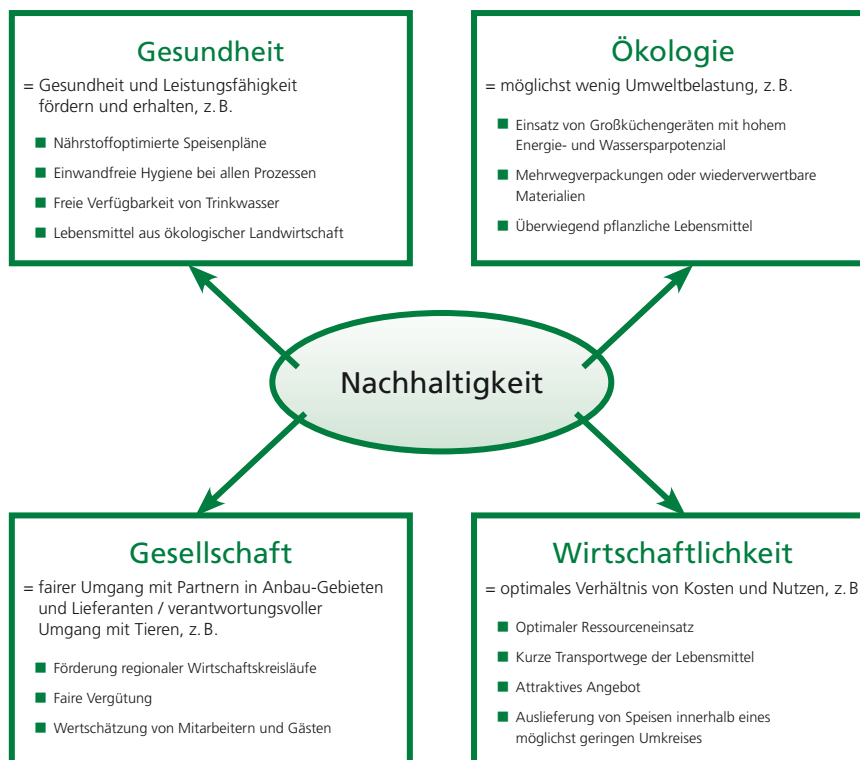 Gesundheit
= Gesundheit und Leistungsfähigkeit
fördern und erhalten, z. B.
Nährstoffoptimierte Speisenpläne
Einwandfreie Hygiene bei allen Prozessen
Freie Verfügbarkeit von Trinkwasser
Lebensmittel aus ökologischer Landwirtschaft
Ökologie
= möglichst wenig Umweltbelastung, z. B.
Einsatz von Großküchengeräten mit hohem
Energie- und Wassersparpotenzial
Mehrwegverpackungen oder wiederverwertbare
Materialien
Überwiegend pflanzliche Lebensmittel
Nachhaltigkeit
Gesellschaft
= fairer Umgang mit Partnern in Anbau-Gebieten
und Lieferanten / verantwortungsvoller
Umgang mit Tieren, z. B.
Förderung regionaler Wirtschaftskreisläufe
Faire Vergütung
Wertschätzung von Mitarbeitern und Gästen
Wirtschaftlichkeit
= optimales Verhältnis von Kosten und Nutzen, z. B
Optimaler Ressourceneinsatz
Kurze Transportwege der Lebensmittel
Attraktives Angebot
Auslieferung von Speisen innerhalb eines
möglichst geringen Umkreises